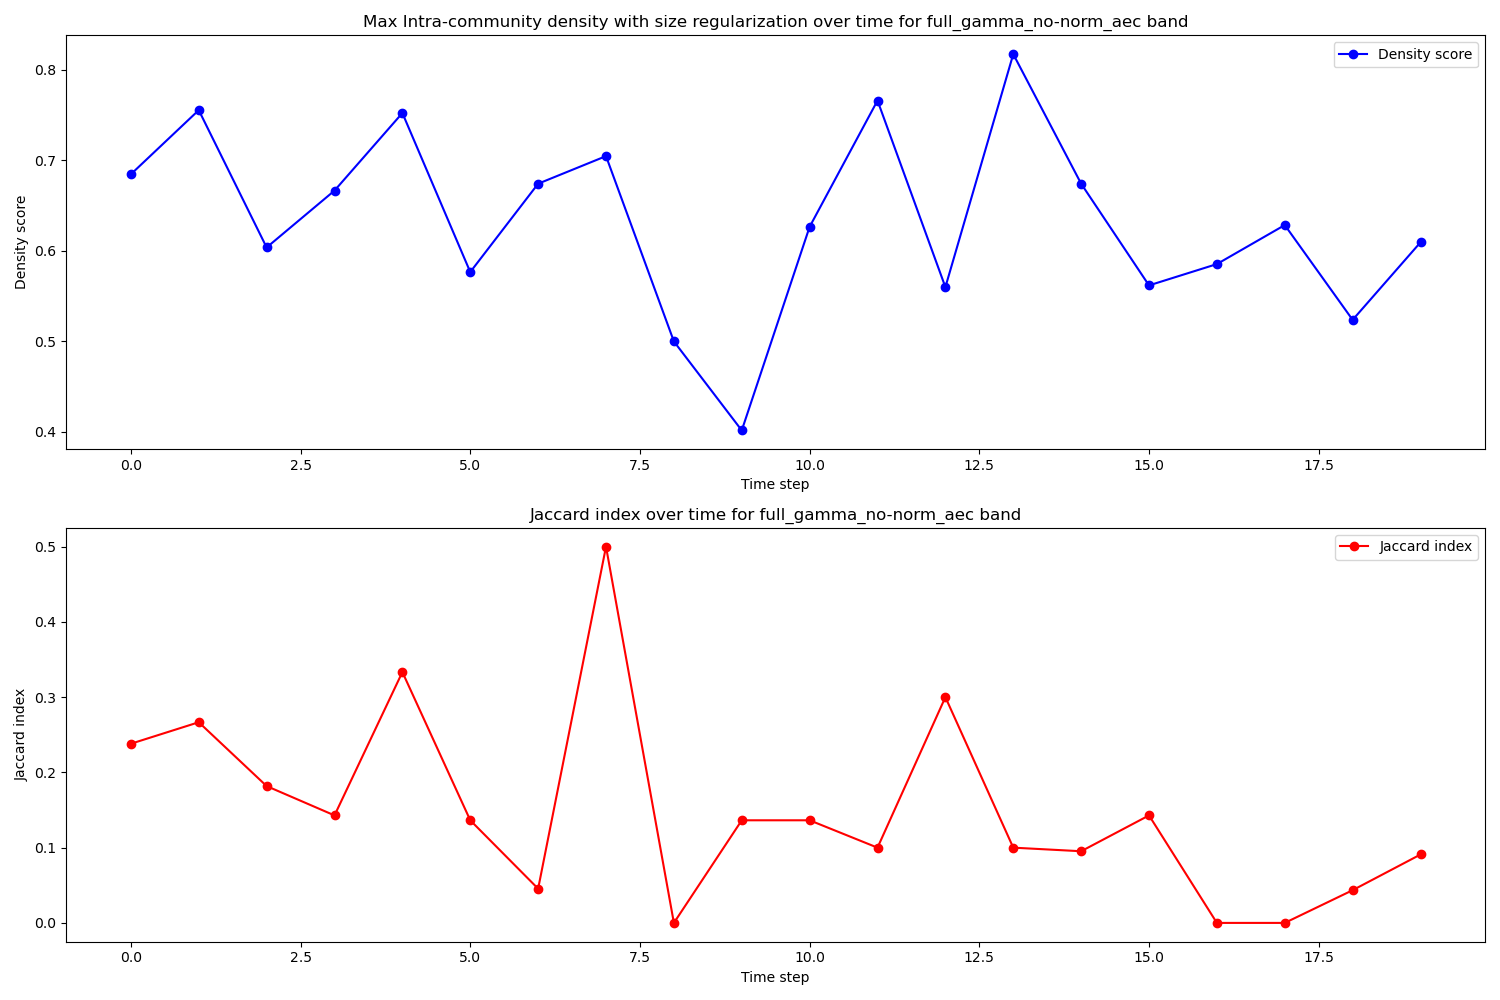 Max Intra-community density with size regularization over time for full_gamma_no-norm_aec band
Density score
0.8
0.7
0.6
0.5
0.4
Density score
0.0 2.5 5.0 7.5 10.0 12.5 15.0 17.5
Time step
Jaccard index over time for full_gamma_no-norm_aec band
Jaccard index
0.5
0.4
0.3
0.2
0.1
0.0
Jaccard index
0.0 2.5 5.0 7.5 10.0 12.5 15.0 17.5
Time step